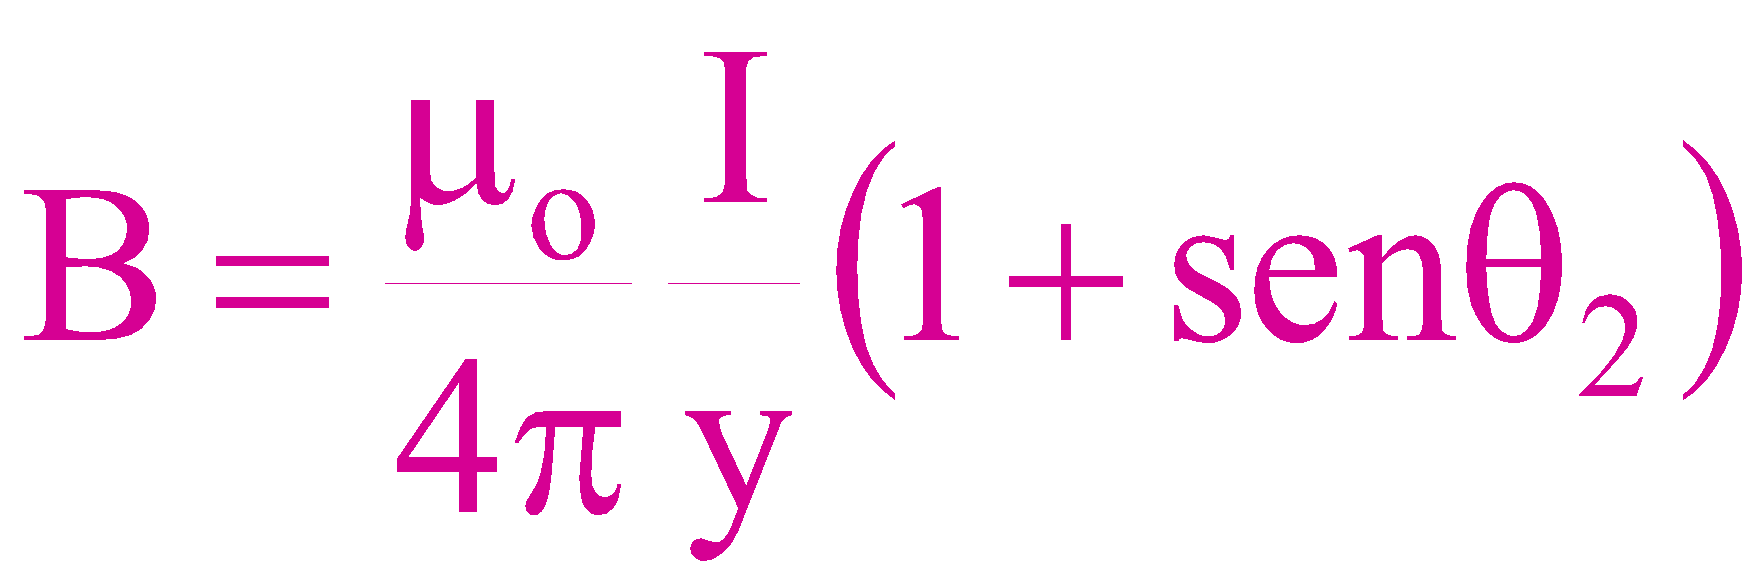 B = μₒ/4π I/y (1 + senθ₂)